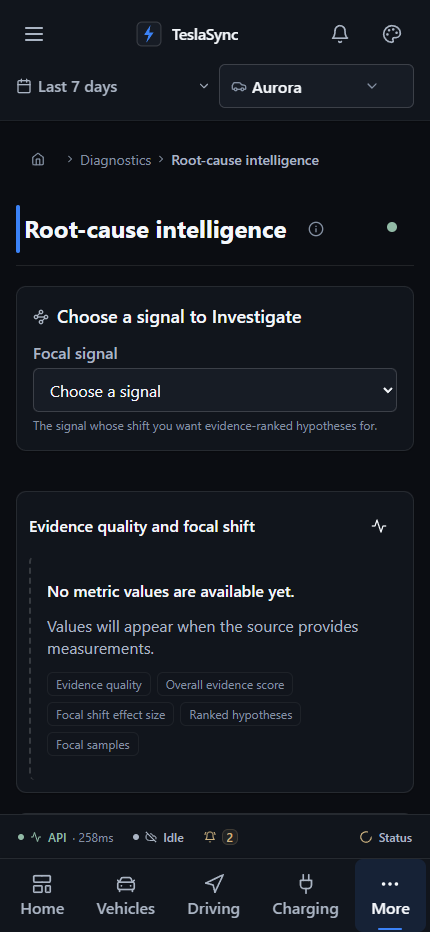 TeslaSync
Last 7 days
Aurora
Diagnostics
Root-cause intelligence
Root-cause intelligence
Choose a signal to Investigate
Focal signal
Choose a signal
The signal whose shift you want evidence-ranked hypotheses for.
Evidence quality and focal shift
No metric values are available yet.
Values will appear when the source provides
measurements.
Evidence quality
Overall evidence score
Focal shift effect size
Ranked hypotheses
Focal samples
API · 258ms
Idle
2
Status
Home
Vehicles
Driving
Charging
More